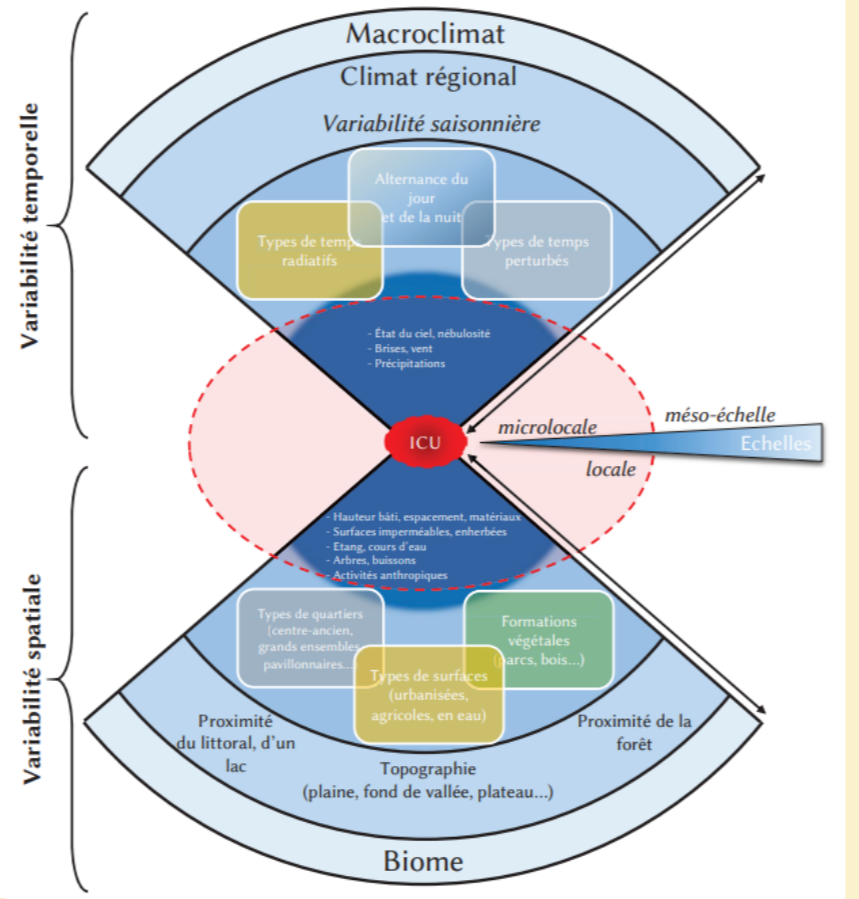 Variabilité temporelle
Macroclimat
Climat régional
Variabilité saisonnière
Alternance du
jour
et de la nuit
Types de temps
radiatifs
Types de temps
perturbés
- État du ciel, nébulosité
- Brises, vent
- Précipitations
ICU
microlocale
méso-échelle
Echelles
locale
Variabilité spatiale
- Hauteur bâti, espacement, matériaux
- Surfaces imperméables, enherbées
- Etang, cours d'eau
- Arbres, buissons
- Activités anthropiques
Types de quartiers
(centre-ancien,
grands ensembles,
pavillonnaires...)
Formations
végétales
(parcs, bois...)
Types de surfaces
(urbanisées,
agricoles, en eau)
Proximité
du littoral, d'un
lac
Topographie
(plaine, fond de vallée, plateau...)
Proximité de la
forêt
Biome